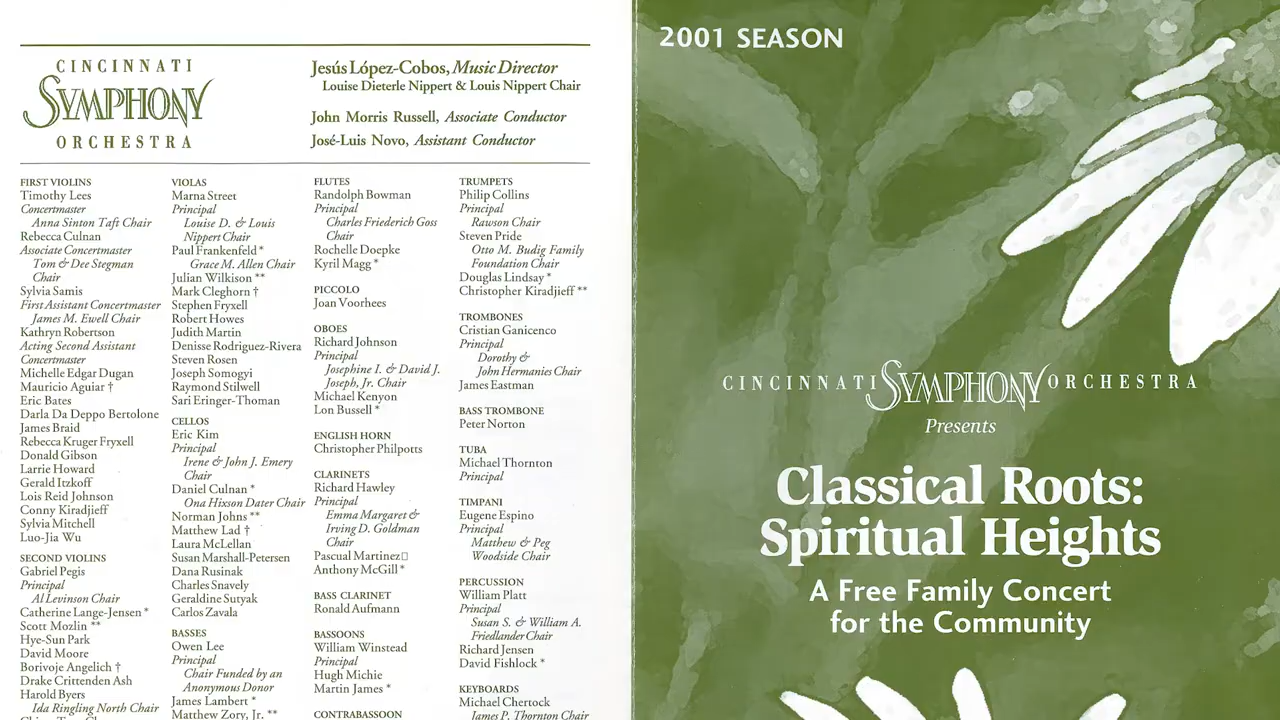 CINCINNATI
SYMPHONY
ORCHESTRA
Jesús López-Cobos, Music Director
Louise Dieterle Nippert & Louis Nippert Chair
John Morris Russell, Associate Conductor
José-Luis Novo, Assistant Conductor
FIRST VIOLINS
Timothy Lees
Concertmaster
Anna Sinton Taft Chair
Rebecca Culnan
Associate Concertmaster
Tom & Dee Stegman
Chair
Sylvia Samis
First Assistant Concertmaster
James M. Ewell Chair
Kathryn Robertson
Acting Second Assistant
Concertmaster
Michelle Edgar Dugan
Mauricio Aguiar †
Eric Bates
Darla Da Deppo Bertolone
James Braid
Rebecca Kruger Fryxell
Donald Gibson
Larrie Howard
Gerald Itzkoff
Lois Reid Johnson
Conny Kiradjieff
Sylvia Mitchell
Luo-Jia Wu
SECOND VIOLINS
Gabriel Pegis
Principal
Al Levinson Chair
Catherine Lange-Jensen *
Scott Mozlin **
Hye-Sun Park
David Moore
Borivoje Angelich †
Drake Crittenden Ash
Harold Byers
Ida Ringling North Chair
VIOLAS
Marna Street
Principal
Louise D. & Louis
Nippert Chair
Paul Frankenfeld *
Grace M. Allen Chair
Julian Wilkison **
Mark Cleghorn †
Stephen Fryxell
Robert Howes
Judith Martin
Denisse Rodriguez-Rivera
Steven Rosen
Joseph Somogyi
Raymond Stilwell
Sari Eringer-Thoman
CELLOS
Eric Kim
Principal
Irene & John J. Emery
Chair
Daniel Culnan *
Ona Hixson Dater Chair
Norman Johns **
Matthew Lad †
Laura McLellan
Susan Marshall-Petersen
Dana Rusinak
Charles Snavely
Geraldine Sutyak
Carlos Zavala
BASSES
Owen Lee
Principal
Chair Funded by an
Anonymous Donor
James Lambert *
Matthew Zory, Jr. **
FLUTES
Randolph Bowman
Principal
Charles Friederich Goss
Chair
Rochelle Doepke
Kyril Magg *
PICCOLO
Joan Voorhees
OBOES
Richard Johnson
Principal
Josephine I. & David J.
Joseph, Jr. Chair
Michael Kenyon
Lon Bussell *
ENGLISH HORN
Christopher Philpotts
CLARINETS
Richard Hawley
Principal
Emma Margaret &
Irving D. Goldman
Chair
Pascual Martinez□
Anthony McGill *
BASS CLARINET
Ronald Aufmann
BASSOONS
William Winstead
Principal
Hugh Michie
Martin James *
CONTRABASSOON
TRUMPETS
Philip Collins
Principal
Rawson Chair
Steven Pride
Otto M. Budig Family
Foundation Chair
Douglas Lindsay *
Christopher Kiradjieff **
TROMBONES
Cristian Ganicenco
Principal
Dorothy &
John Hermanies Chair
James Eastman
BASS TROMBONE
Peter Norton
TUBA
Michael Thornton
Principal
TIMPANI
Eugene Espino
Principal
Matthew & Peg
Woodside Chair
PERCUSSION
William Platt
Principal
Susan S. & William A.
Friedlander Chair
Richard Jensen
David Fishlock *
KEYBOARDS
Michael Chertock
James P. Thornton Chair
2001 SEASON
CINCINNATI SYMPHONY ORCHESTRA
Presents
Classical Roots:
Spiritual Heights
A Free Family Concert
for the Community